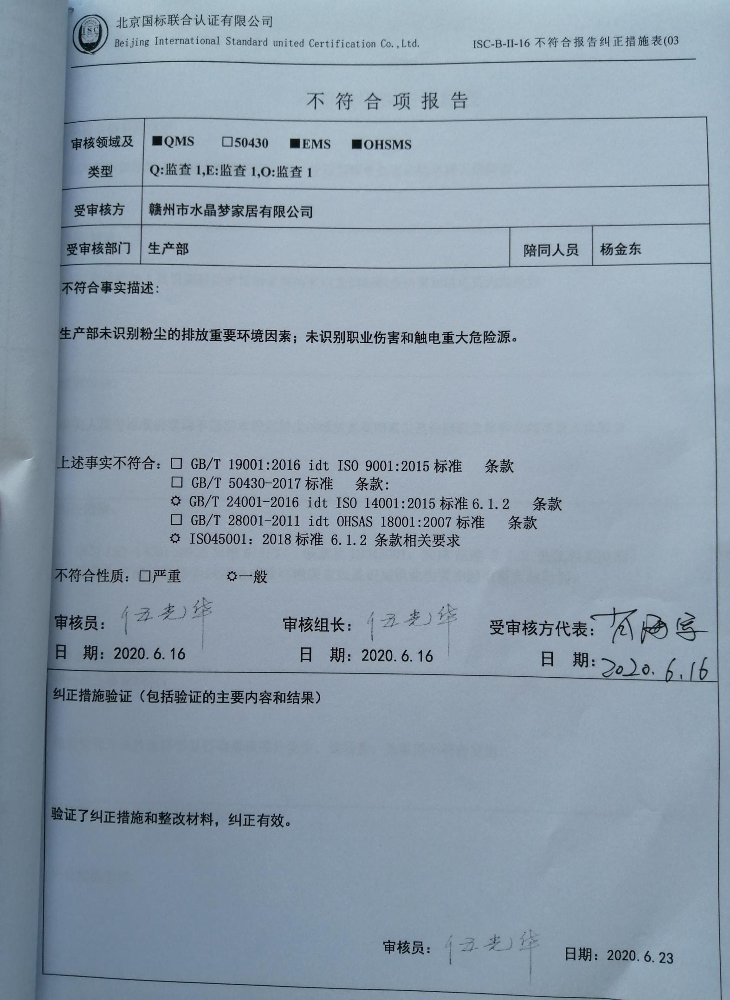 ISC
北京国标联合认证有限公司
Beijing International Standard united Certification Co.,Ltd.
ISC-B-II-16 不符合报告纠正措施表(03
不符合项报告
审核领域及类型
■QMS □50430 ■EMS ■OHSMS
Q:监查 1,E:监查 1,O:监查 1
受审核方 赣州市水晶梦家居有限公司
受审核部门 生产部 陪同人员 杨金东
不符合事实描述:
生产部未识别粉尘的排放重要环境因素；未识别职业伤害和触电重大危险源。
上述事实不符合：□ GB/T 19001:2016 idt ISO 9001:2015 标准 条款
□ GB/T 50430-2017 标准 条款:
☼ GB/T 24001-2016 idt ISO 14001:2015 标准 6.1.2 条款
□ GB/T 28001-2011 idt OHSAS 18001:2007 标准 条款
☼ ISO45001: 2018 标准 6.1.2 条款相关要求
不符合性质：□严重 ☼一般
审核员: 伍光华 审核组长: 伍光华 受审核方代表:
日 期: 2020.6.16 日 期: 2020.6.16 日 期: 2020.6.16
纠正措施验证（包括验证的主要内容和结果）
验证了纠正措施和整改材料，纠正有效。
审核员: 伍光华 日期: 2020.6.23